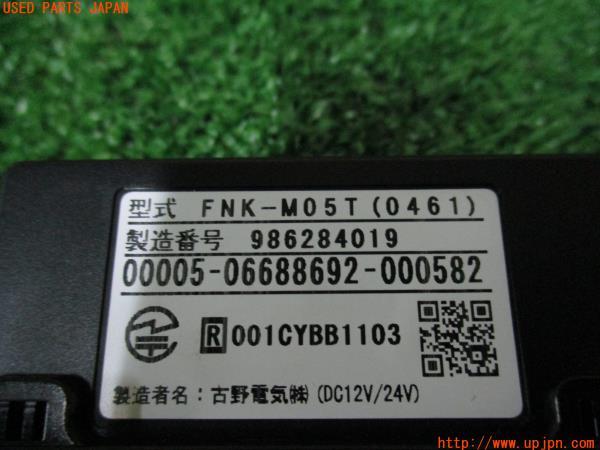 USED PARTS JAPAN
型式 FNK-M05T(0461)
製造番号 986284019
00005-06688692-000582
R 001CYBB1103
製造者名：古野電気㈱ (DC12V/24V)
http://www.upjpn.com/